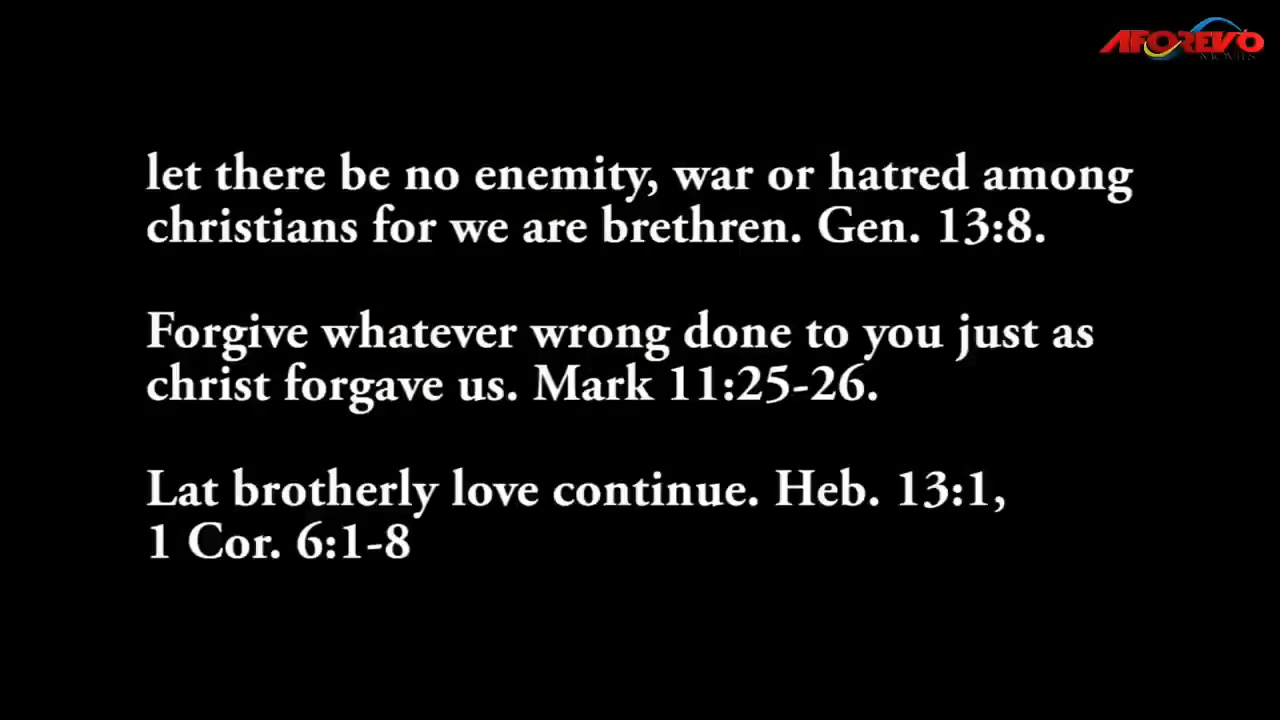 AFOREVO
MOVIES
let there be no enemity, war or hatred among
christians for we are brethren. Gen. 13:8.
Forgive whatever wrong done to you just as
christ forgave us. Mark 11:25-26.
Lat brotherly love continue. Heb. 13:1,
1 Cor. 6:1-8